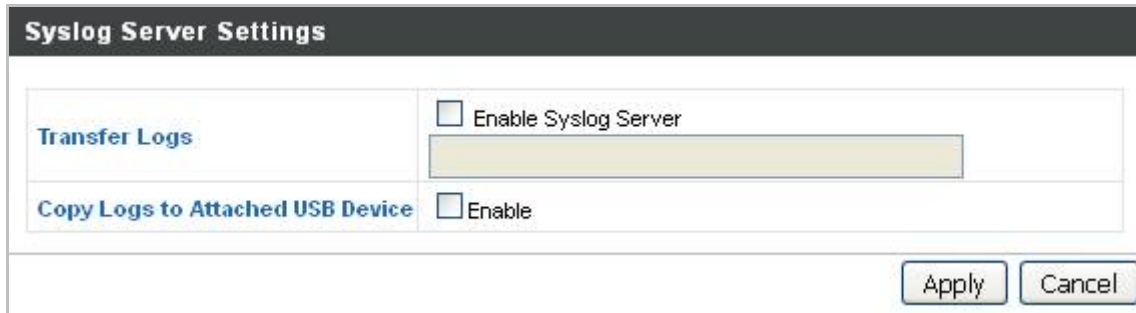 Syslog Server Settings
Transfer Logs
Enable Syslog Server
Copy Logs to Attached USB Device
Enable
Apply
Cancel